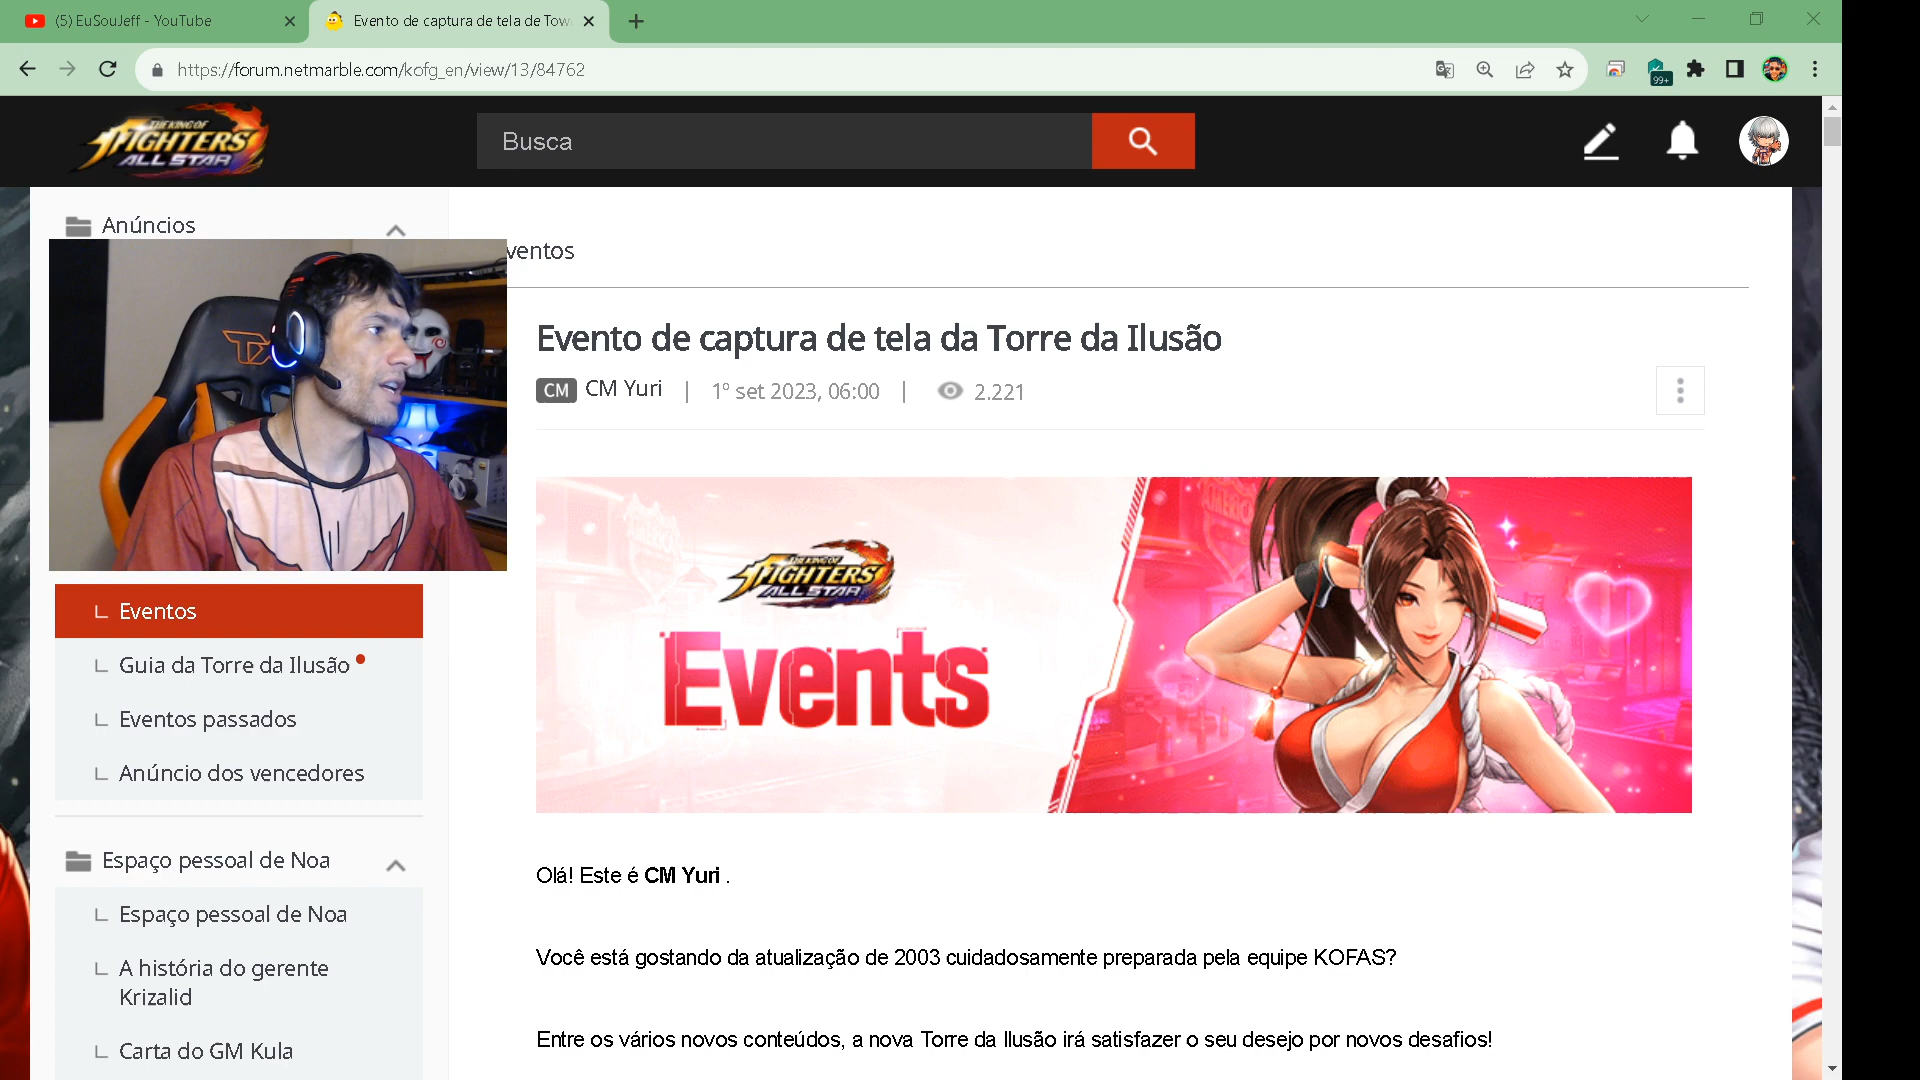 (5) EuSouJeff - YouTube
Evento de captura de tela de Tow
https://forum.netmarble.com/kofg_en/view/13/84762
99+
THE KING OF
FIGHTERS
ALL STAR
Busca
Anúncios
ventos
Evento de captura de tela da Torre da Ilusão
CM CM Yuri | 1º set 2023, 06:00 | 2.221
THE KING OF
FIGHTERS
ALL STAR
Events
Eventos
Guia da Torre da Ilusão
Eventos passados
Anúncio dos vencedores
Espaço pessoal de Noa
Espaço pessoal de Noa
A história do gerente
Krizalid
Carta do GM Kula
Olá! Este é CM Yuri .
Você está gostando da atualização de 2003 cuidadosamente preparada pela equipe KOFAS?
Entre os vários novos conteúdos, a nova Torre da Ilusão irá satisfazer o seu desejo por novos desafios!